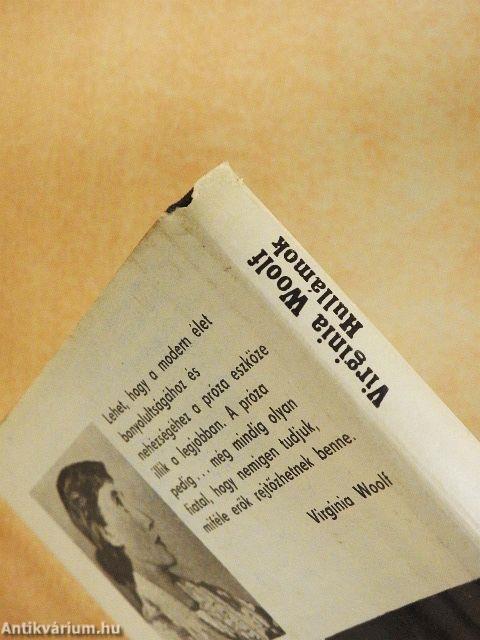 Virginia Woolf
Hullámok
Lehet, hogy a modern élet
bonyolultságához és
nehézségéhez a próza eszköze
illik a legjobban. A próza
pedig... még mindig olyan
fiatal, hogy nemigen tudjuk,
miféle erők rejtőzhetnek benne.
Virginia Woolf
Antikvárium.hu